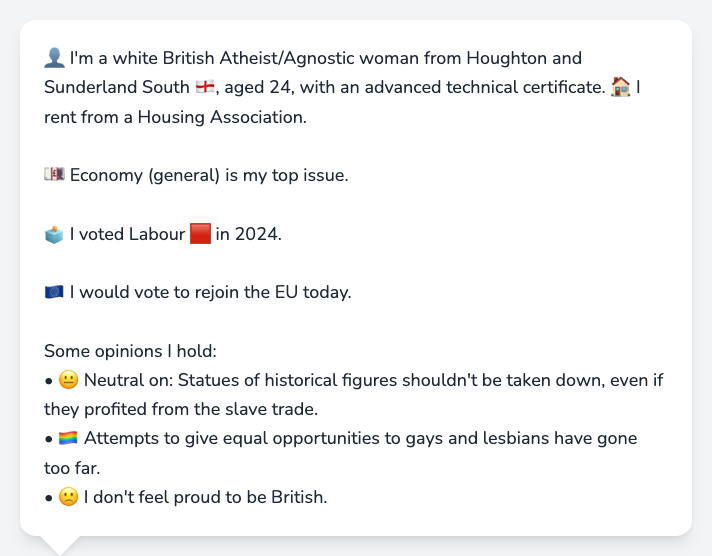 👤 I'm a white British Atheist/Agnostic woman from Houghton and
Sunderland South 🏴󠁧󠁢󠁥󠁮󠁧󠁿, aged 24, with an advanced technical certificate. 🏠 I
rent from a Housing Association.
💷 Economy (general) is my top issue.
🗳️ I voted Labour 🟥 in 2024.
🇪🇺 I would vote to rejoin the EU today.
Some opinions I hold:
• 😐 Neutral on: Statues of historical figures shouldn't be taken down, even if
they profited from the slave trade.
• 🏳️‍🌈 Attempts to give equal opportunities to gays and lesbians have gone
too far.
• 🙁 I don't feel proud to be British.